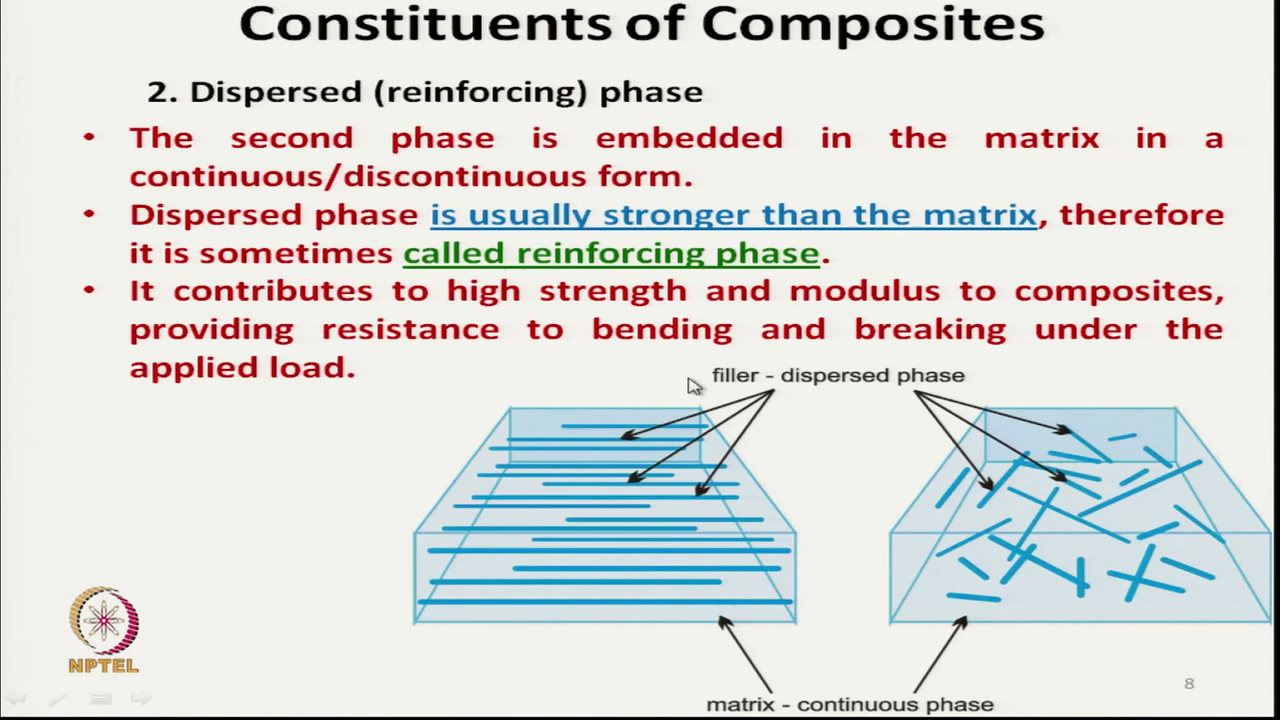 Constituents of Composites
2. Dispersed (reinforcing) phase
• The second phase is embedded in the matrix in a
continuous/discontinuous form.
• Dispersed phase is usually stronger than the matrix, therefore
it is sometimes called reinforcing phase.
• It contributes to high strength and modulus to composites,
providing resistance to bending and breaking under the
applied load.
filler - dispersed phase
matrix - continuous phase
NPTEL
8